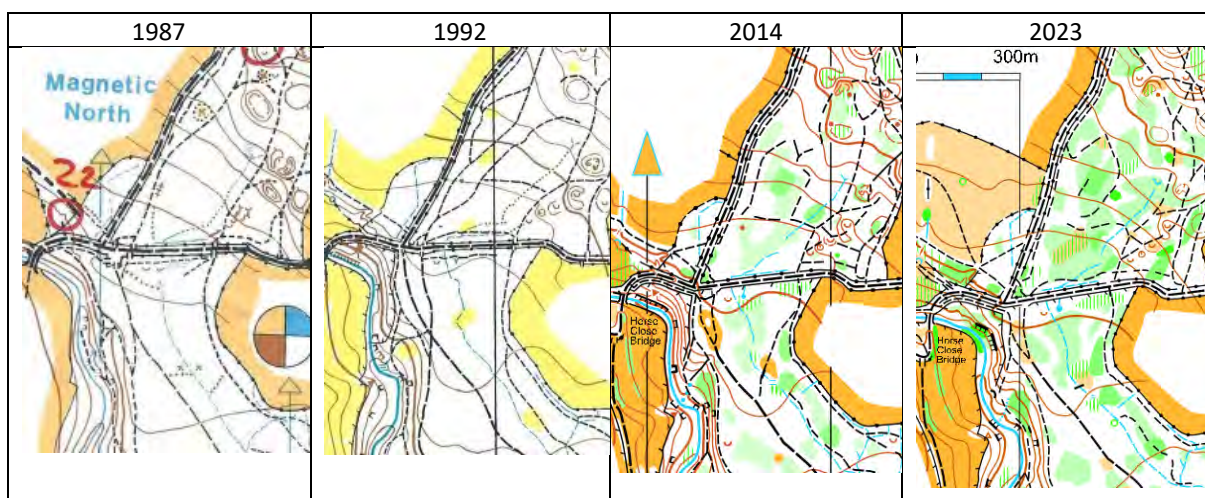 1987
1992
2014
2023
Magnetic
North
22
300m
Horse
Close
Bridge
Horse
Close
Bridge